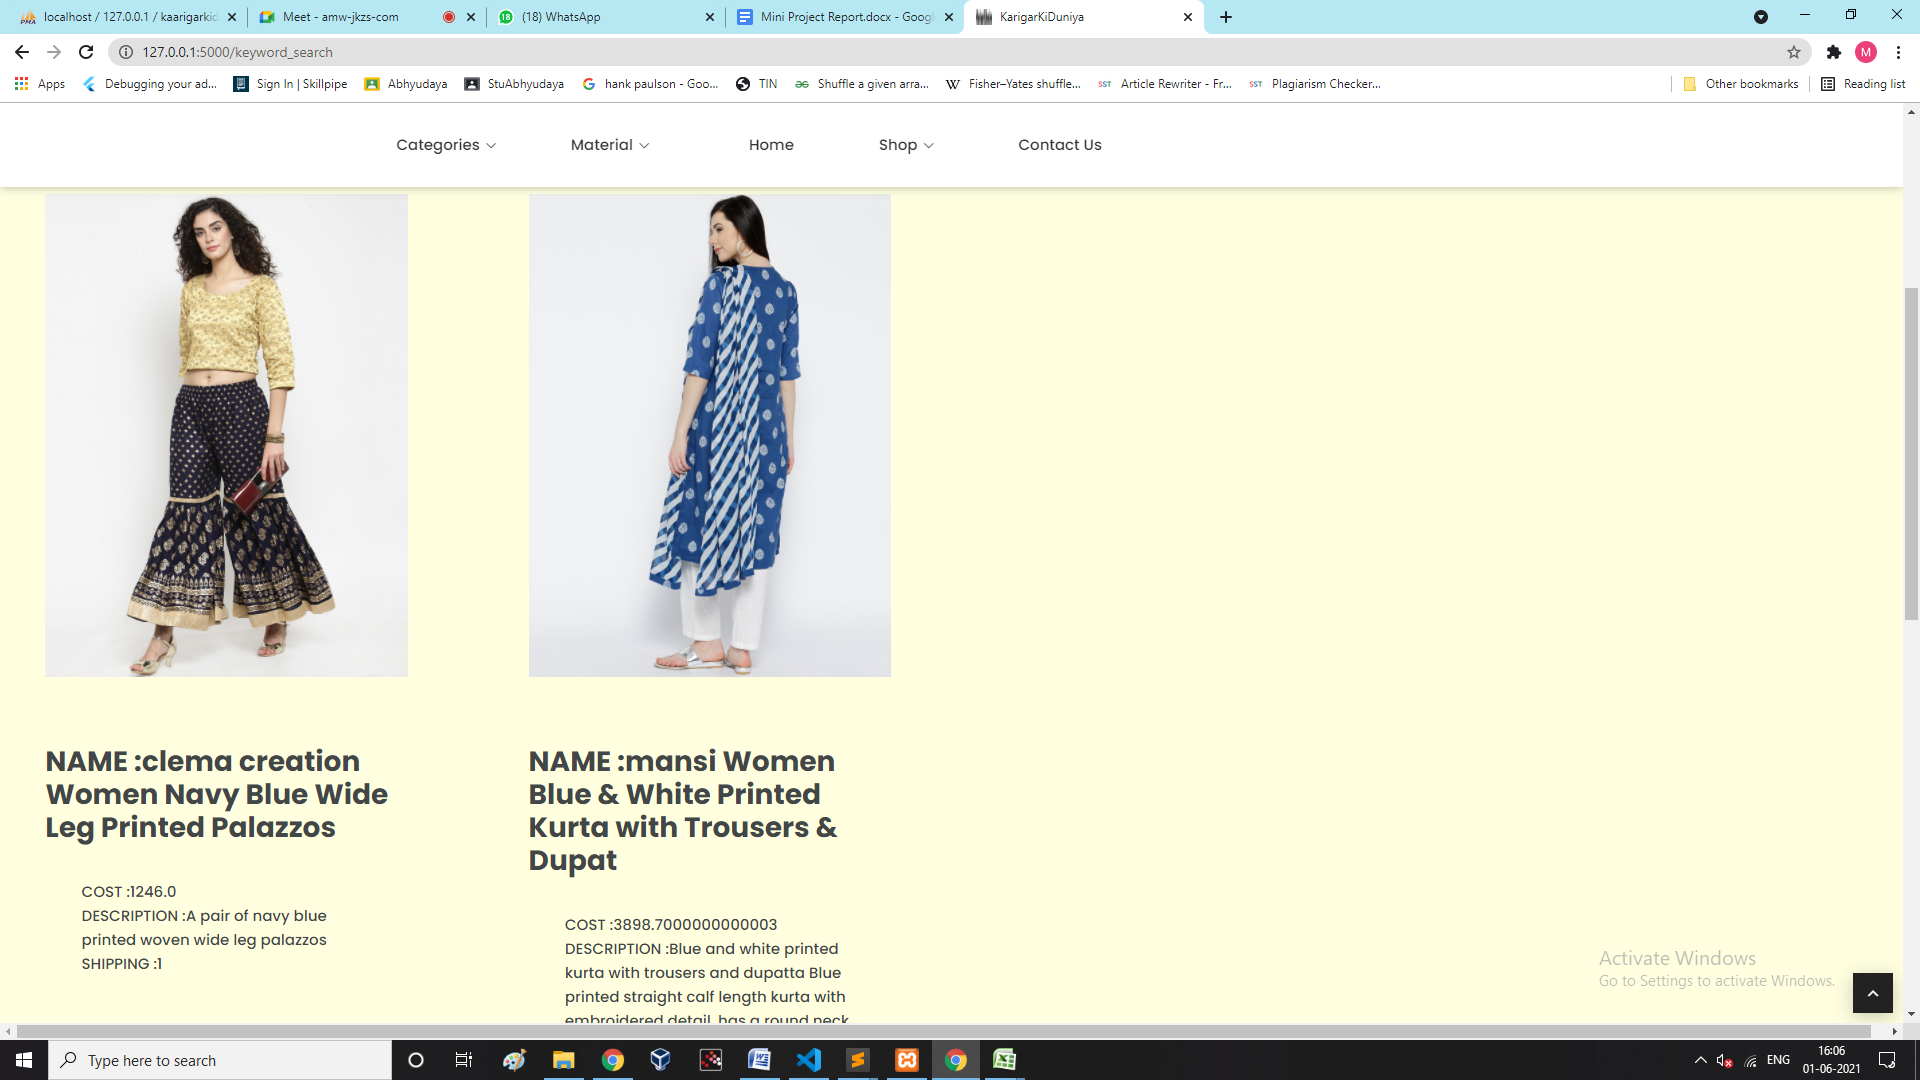 localhost / 127.0.0.1 / kaarigarkid
Meet - amw-jkzs-com
(18) WhatsApp
Mini Project Report.docx - Googl
KarigarKiDuniya
127.0.0.1:5000/keyword_search
M
Apps
Debugging your ad...
Sign In | Skillpipe
Abhyudaya
StuAbhyudaya
hank paulson - Goo...
TIN
Shuffle a given arra...
Fisher–Yates shuffle...
Article Rewriter - Fr...
Plagiarism Checker...
Other bookmarks
Reading list
Categories
Material
Home
Shop
Contact Us
NAME :clema creation
Women Navy Blue Wide
Leg Printed Palazzos
COST :1246.0
DESCRIPTION :A pair of navy blue
printed woven wide leg palazzos
SHIPPING :1
NAME :mansi Women
Blue & White Printed
Kurta with Trousers &
Dupat
COST :3898.7000000000003
DESCRIPTION :Blue and white printed
kurta with trousers and dupatta Blue
printed straight calf length kurta with
embroidered detail, has a round neck
Activate Windows
Go to Settings to activate Windows.
Type here to search
ENG
16:06
01-06-2021